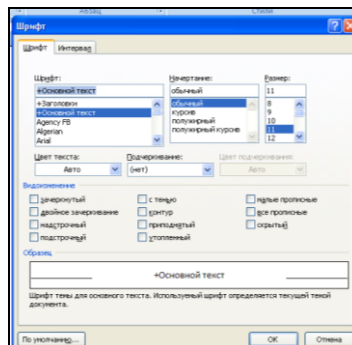 Абзац Стили
Шрифт
Шрифт Интервал
Шрифт: Начертание: Размер:
+Основной текст обычный 11
+Заголовки обычный 8
+Основной текст курсив 9
Agency FB полужирный 10
Algerian полужирный курсив 11
Arial 12
Цвет текста: Подчеркивание: Цвет подчеркивания:
Авто (нет) Авто
Видоизменение
зачеркнутый с тенью малые прописные
двойное зачеркивание контур все прописные
надстрочный приподнятый скрытый
подстрочный утопленный
Образец
+Основной текст
Шрифт темы для основного текста. Используемый шрифт определяется текущей темой
документа.
По умолчанию... ОК Отмена